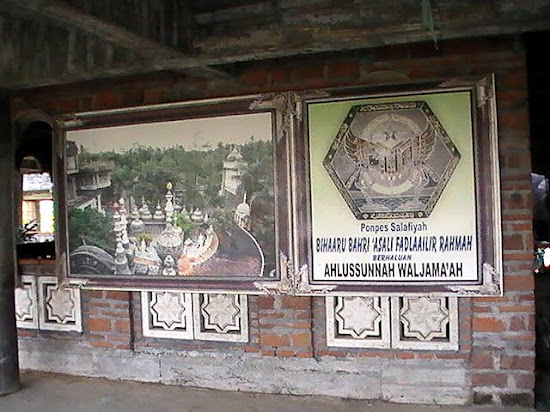 Ponpes Salafiyah
BIHAARU BAHRI 'ASALI FADLAAILIR RAHMAH
BERHALUAN
AHLUSSUNNAH WALJAMA'AH